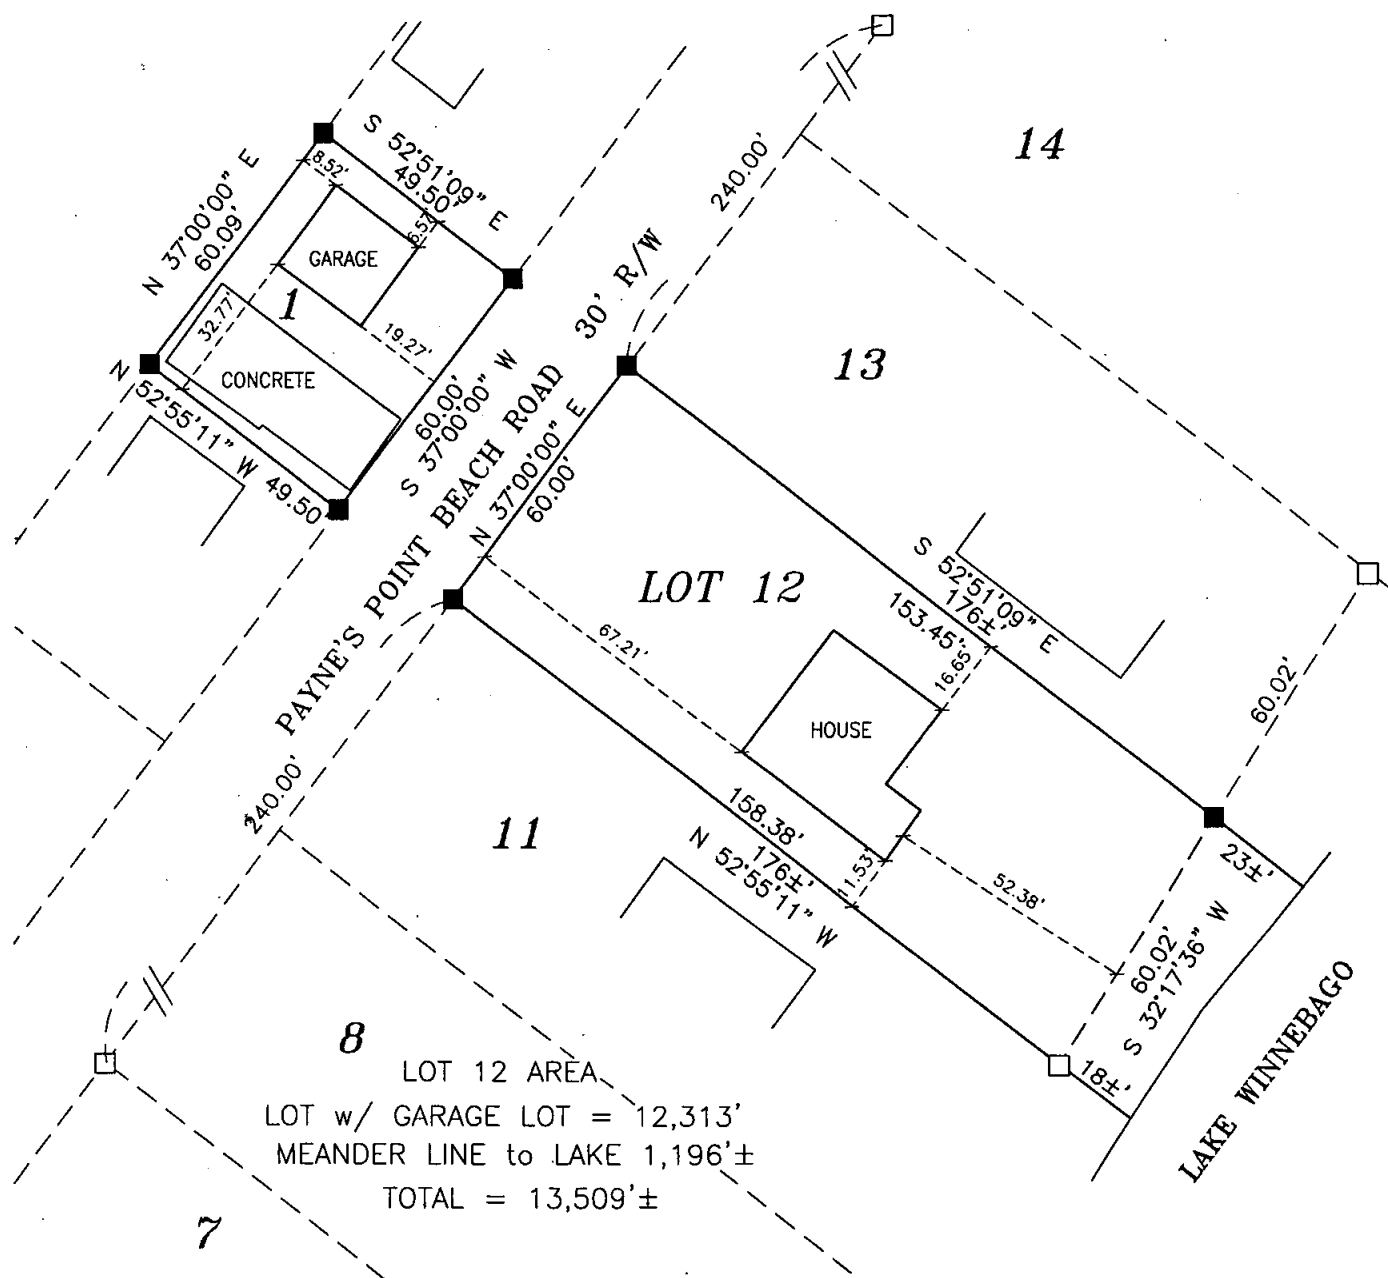 14
S 52°51'09" E
49.50'
8.52'
6.57'
N 37°00'00" E
60.09'
GARAGE
1
32.77'
19.27'
CONCRETE
N 52°55'11" W 49.50'
60.00'
S 37°00'00" W
PAYNE'S POINT BEACH ROAD 30' R/W
240.00'
13
N 37°00'00" E
60.00'
LOT 12
S 52°51'09" E
176±'
153.45'
16.65'
67.21'
HOUSE
60.02'
158.38'
176±'
N 52°55'11" W
11.53'
52.38'
23±'
60.02'
S 32°17'36" W
18±'
LAKE WINNEBAGO
240.00'
11
8
LOT 12 AREA
LOT w/ GARAGE LOT = 12,313'
MEANDER LINE to LAKE 1,196'±
TOTAL = 13,509'±
7